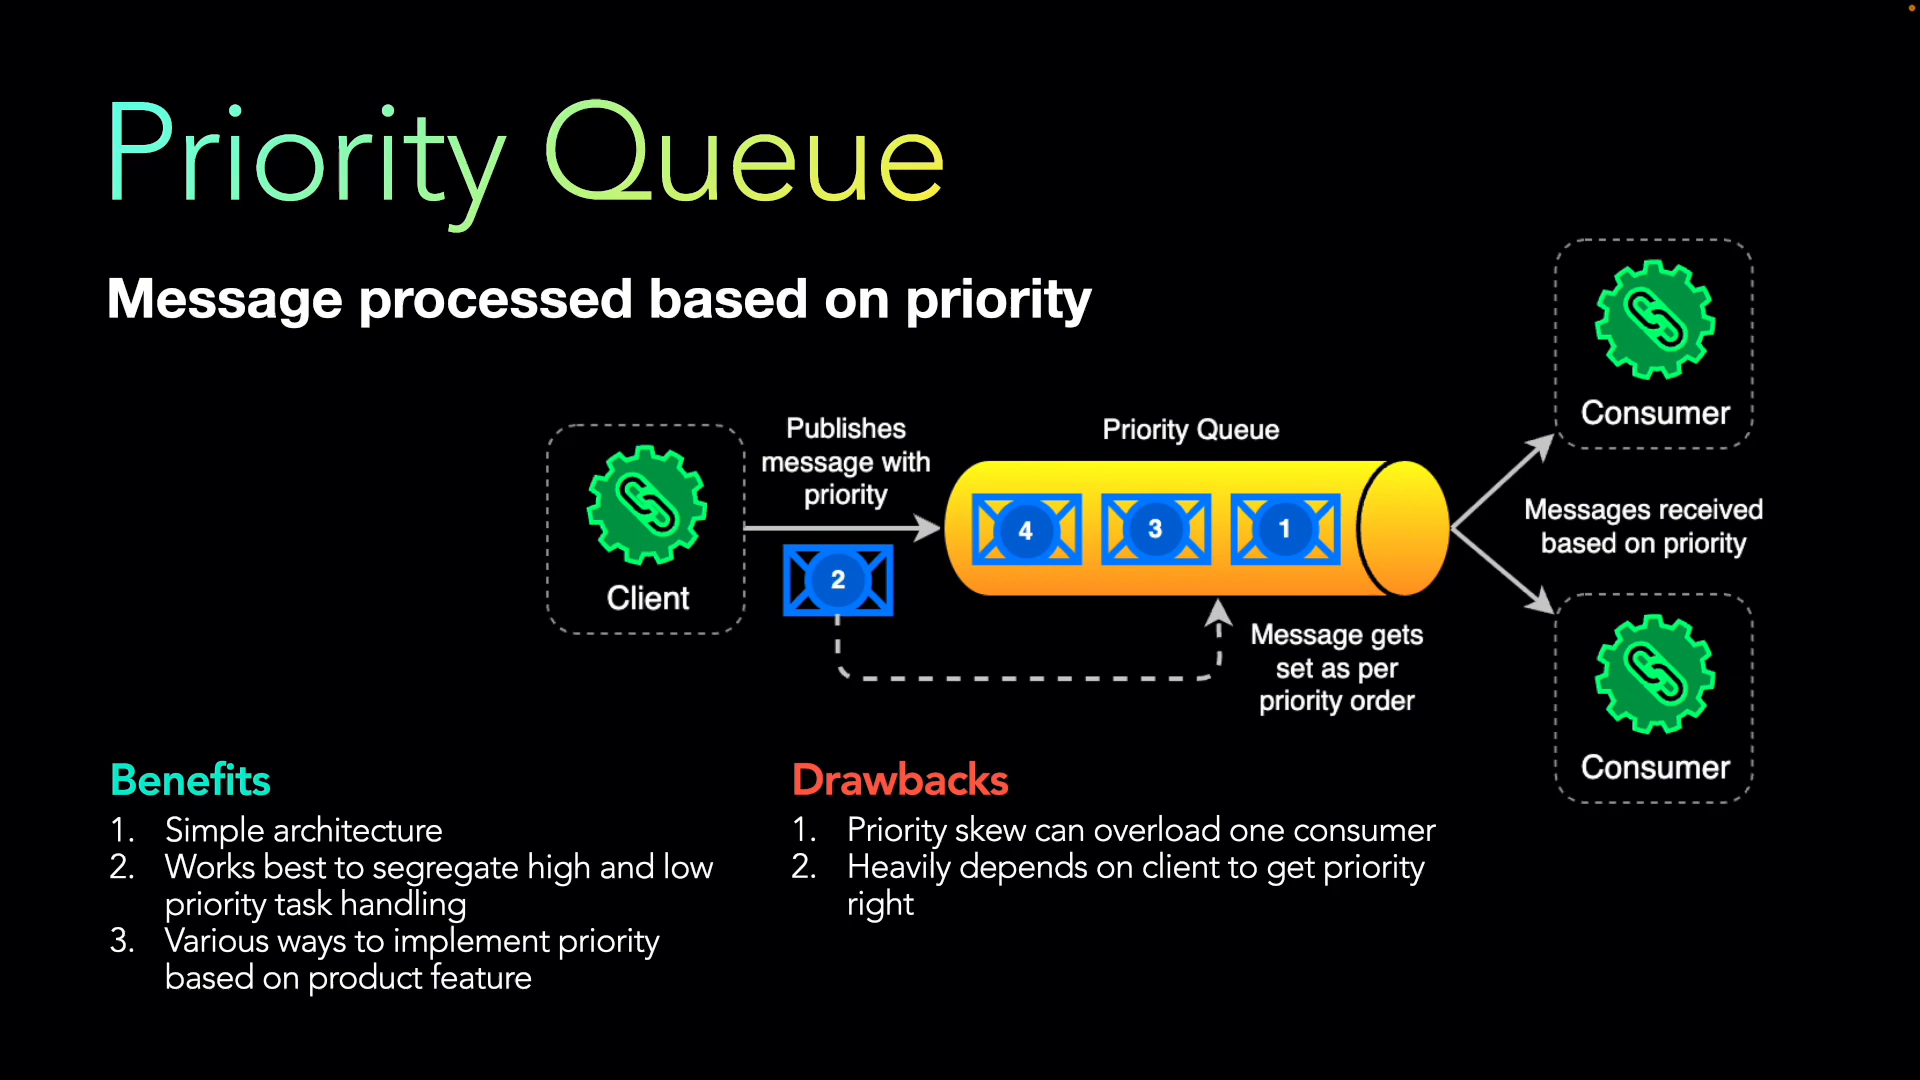 Priority Queue
Message processed based on priority
Publishes
message with
priority
Client
2
Priority Queue
4
3
1
Message gets
set as per
priority order
Consumer
Messages received
based on priority
Consumer
Benefits
1. Simple architecture
2. Works best to segregate high and low
priority task handling
3. Various ways to implement priority
based on product feature
Drawbacks
1. Priority skew can overload one consumer
2. Heavily depends on client to get priority
right